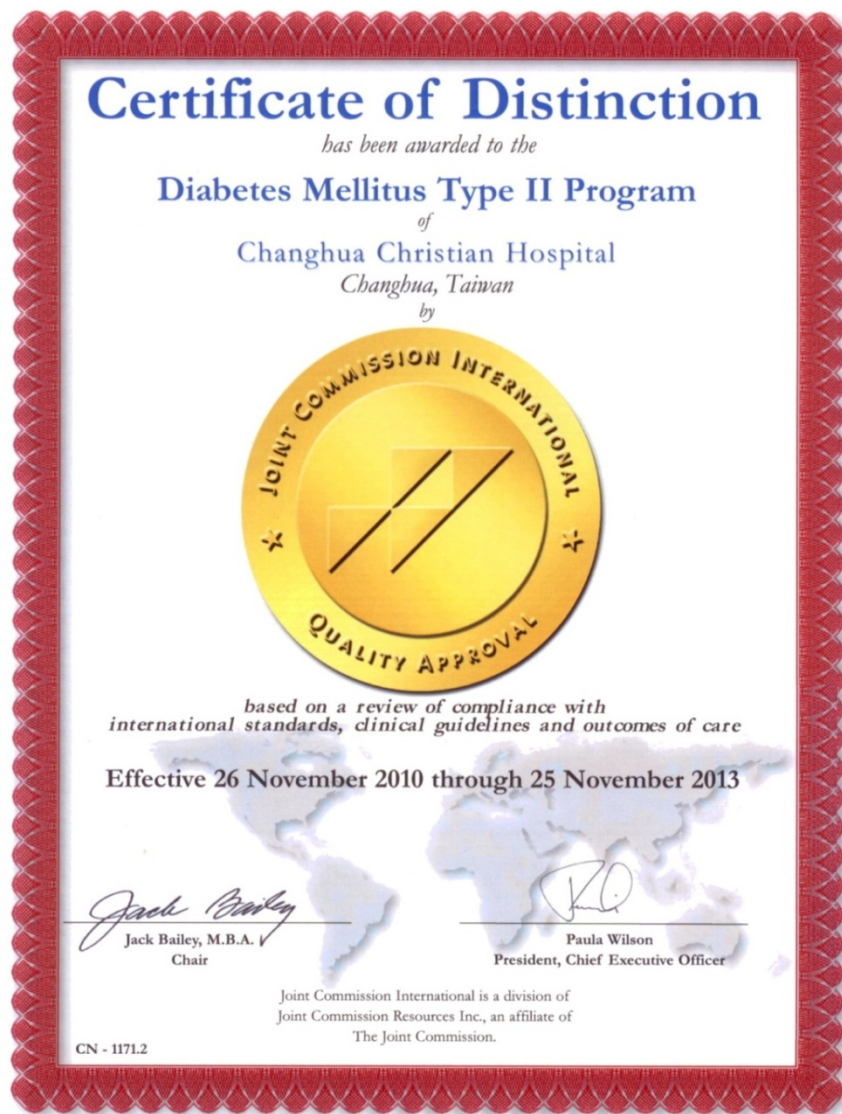 Certificate of Distinction
has been awarded to the
Diabetes Mellitus Type II Program
of
Changhua Christian Hospital
Changhua, Taiwan
by
JOINT COMMISSION INTERNATIONAL
QUALITY APPROVAL
based on a review of compliance with
international standards, clinical guidelines and outcomes of care
Effective 26 November 2010 through 25 November 2013
Jack Bailey
Jack Bailey, M.B.A.
Chair
Paula Wilson
President, Chief Executive Officer
Joint Commission International is a division of
Joint Commission Resources Inc., an affiliate of
The Joint Commission.
CN - 1171.2